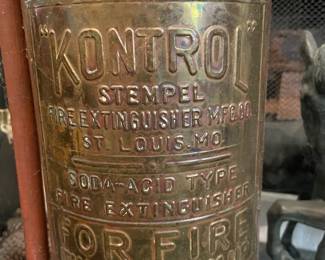 "KONTROL"
STEMPEL
FIRE EXTINGUISHER MFG. CO.
ST. LOUIS. MO.
SODA-ACID TYPE
FIRE EXTINGUISHER
FOR FIRE